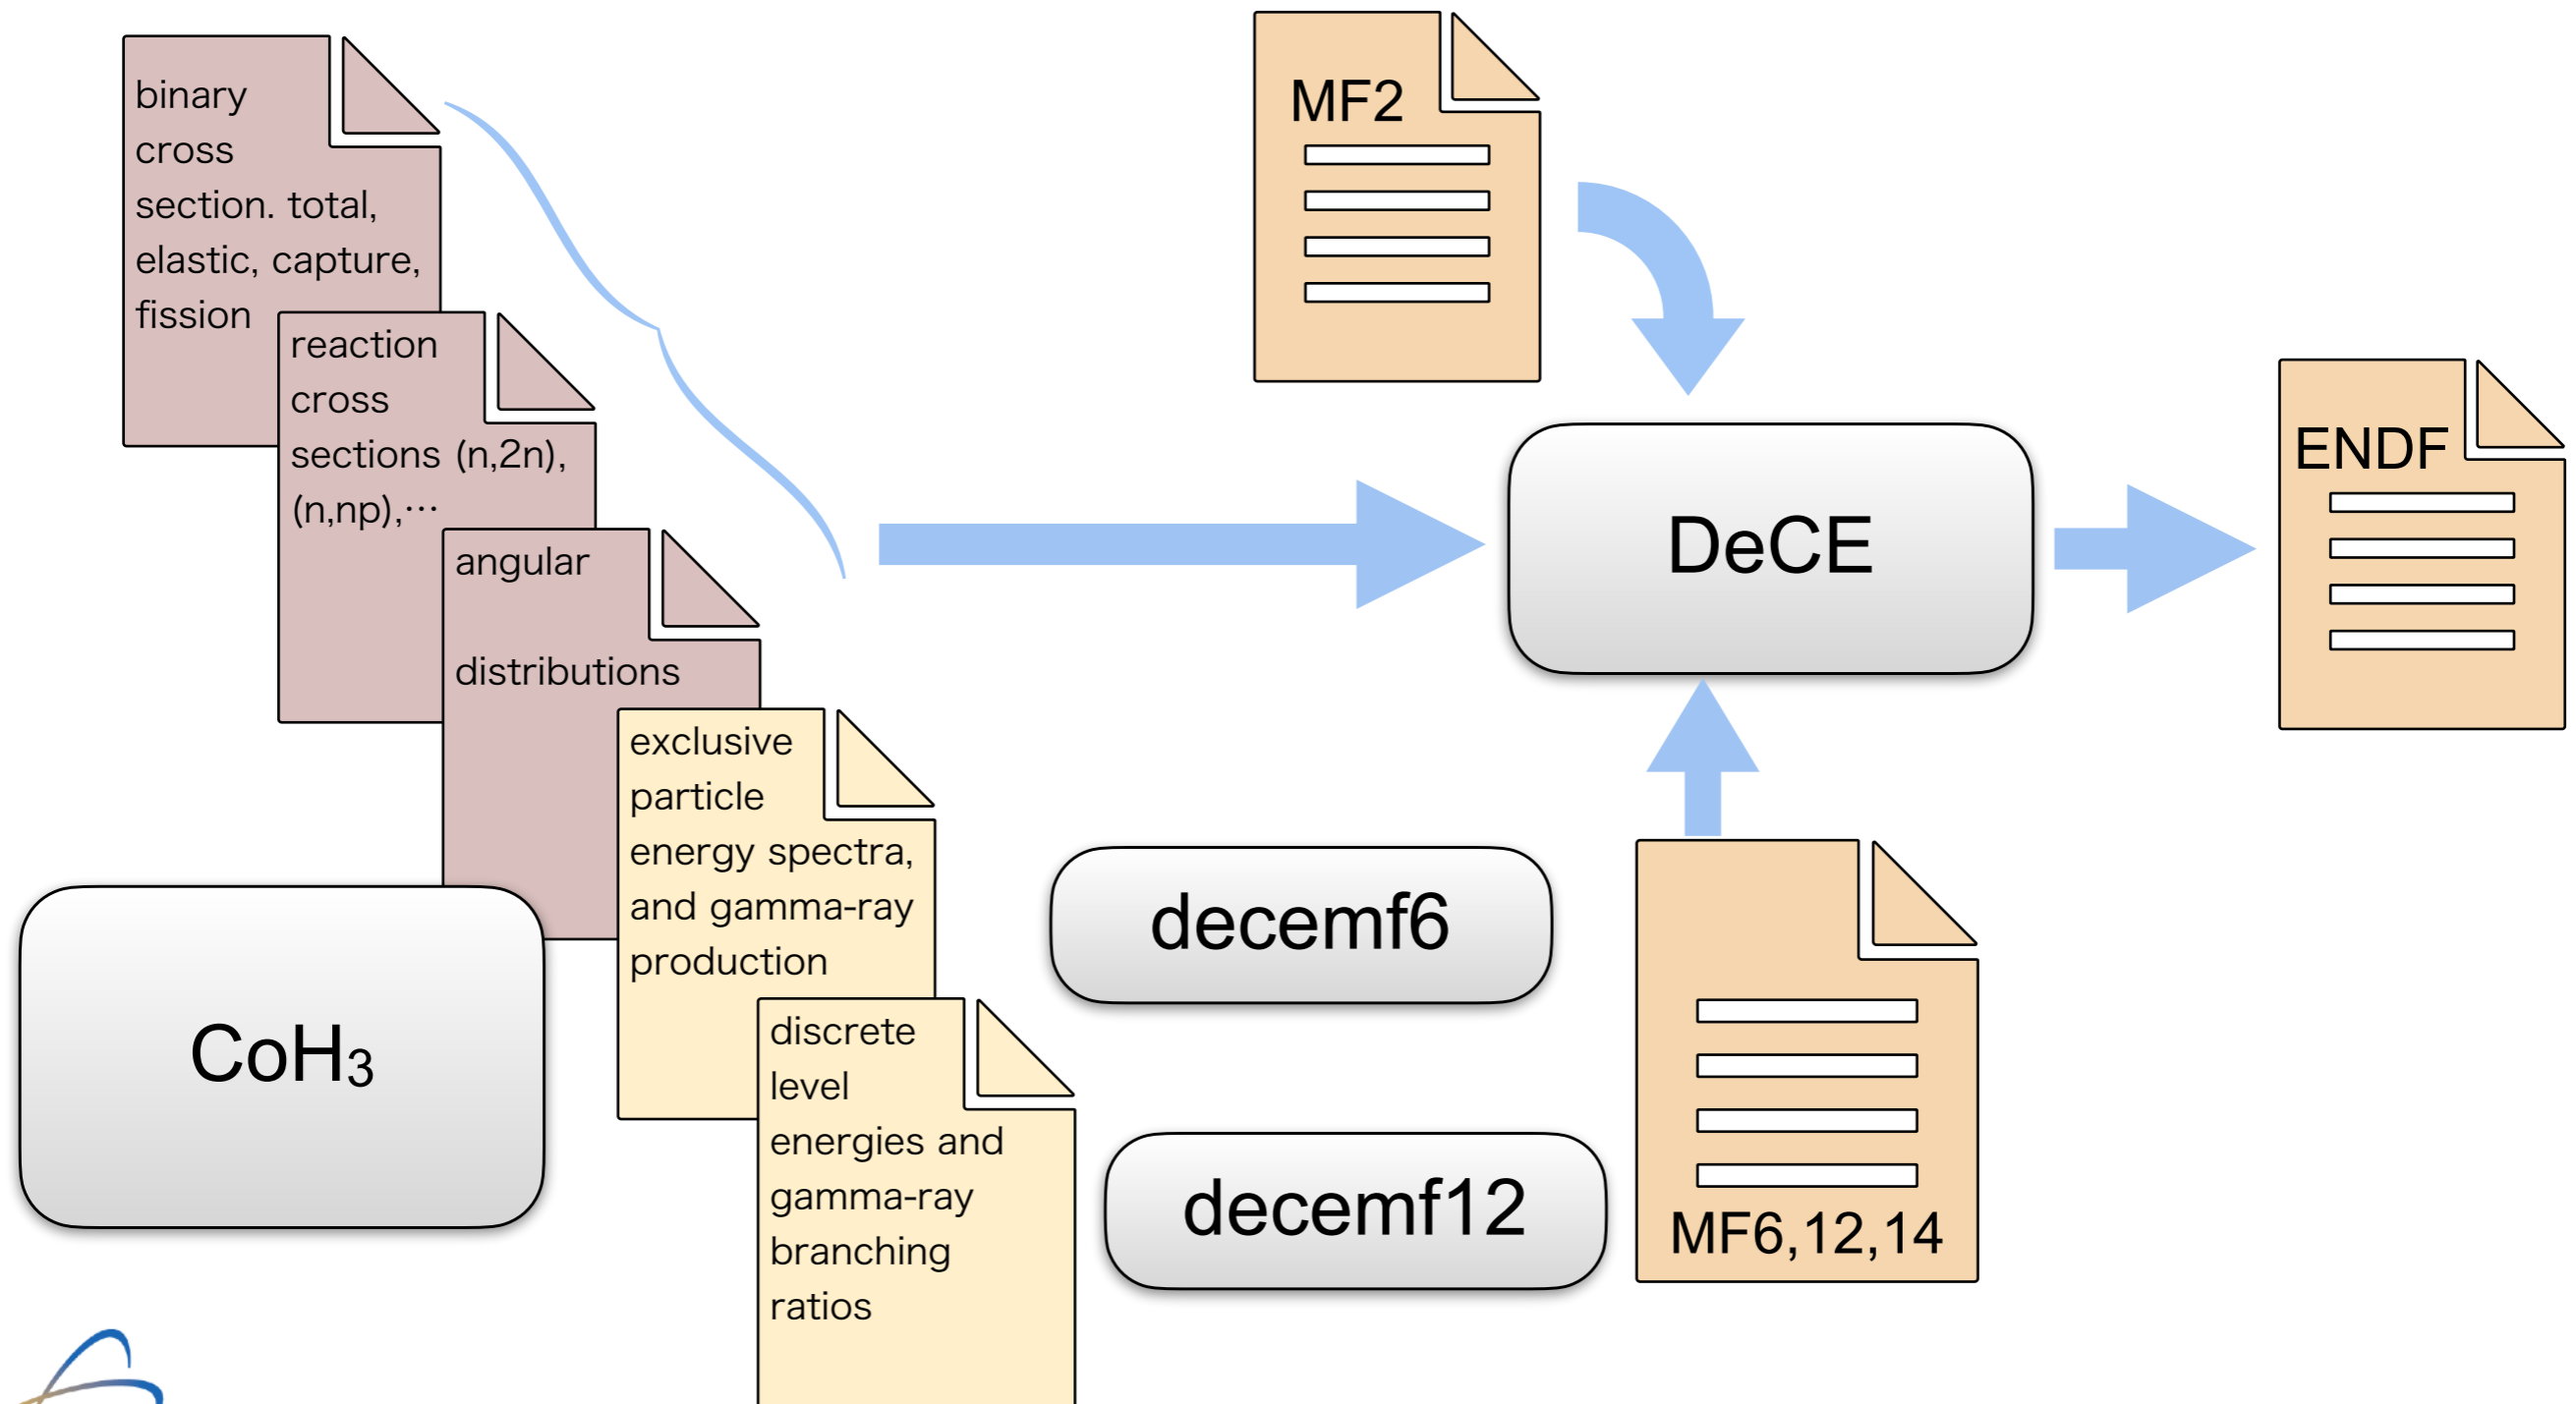 binary
cross
section. total,
elastic, capture,
fission
reaction
cross
sections (n,2n),
(n,np),…
angular
distributions
exclusive
particle
energy spectra,
and gamma-ray
production
discrete
level
energies and
gamma-ray
branching
ratios
CoH₃
decemf6
decemf12
MF2
DeCE
MF6,12,14
ENDF